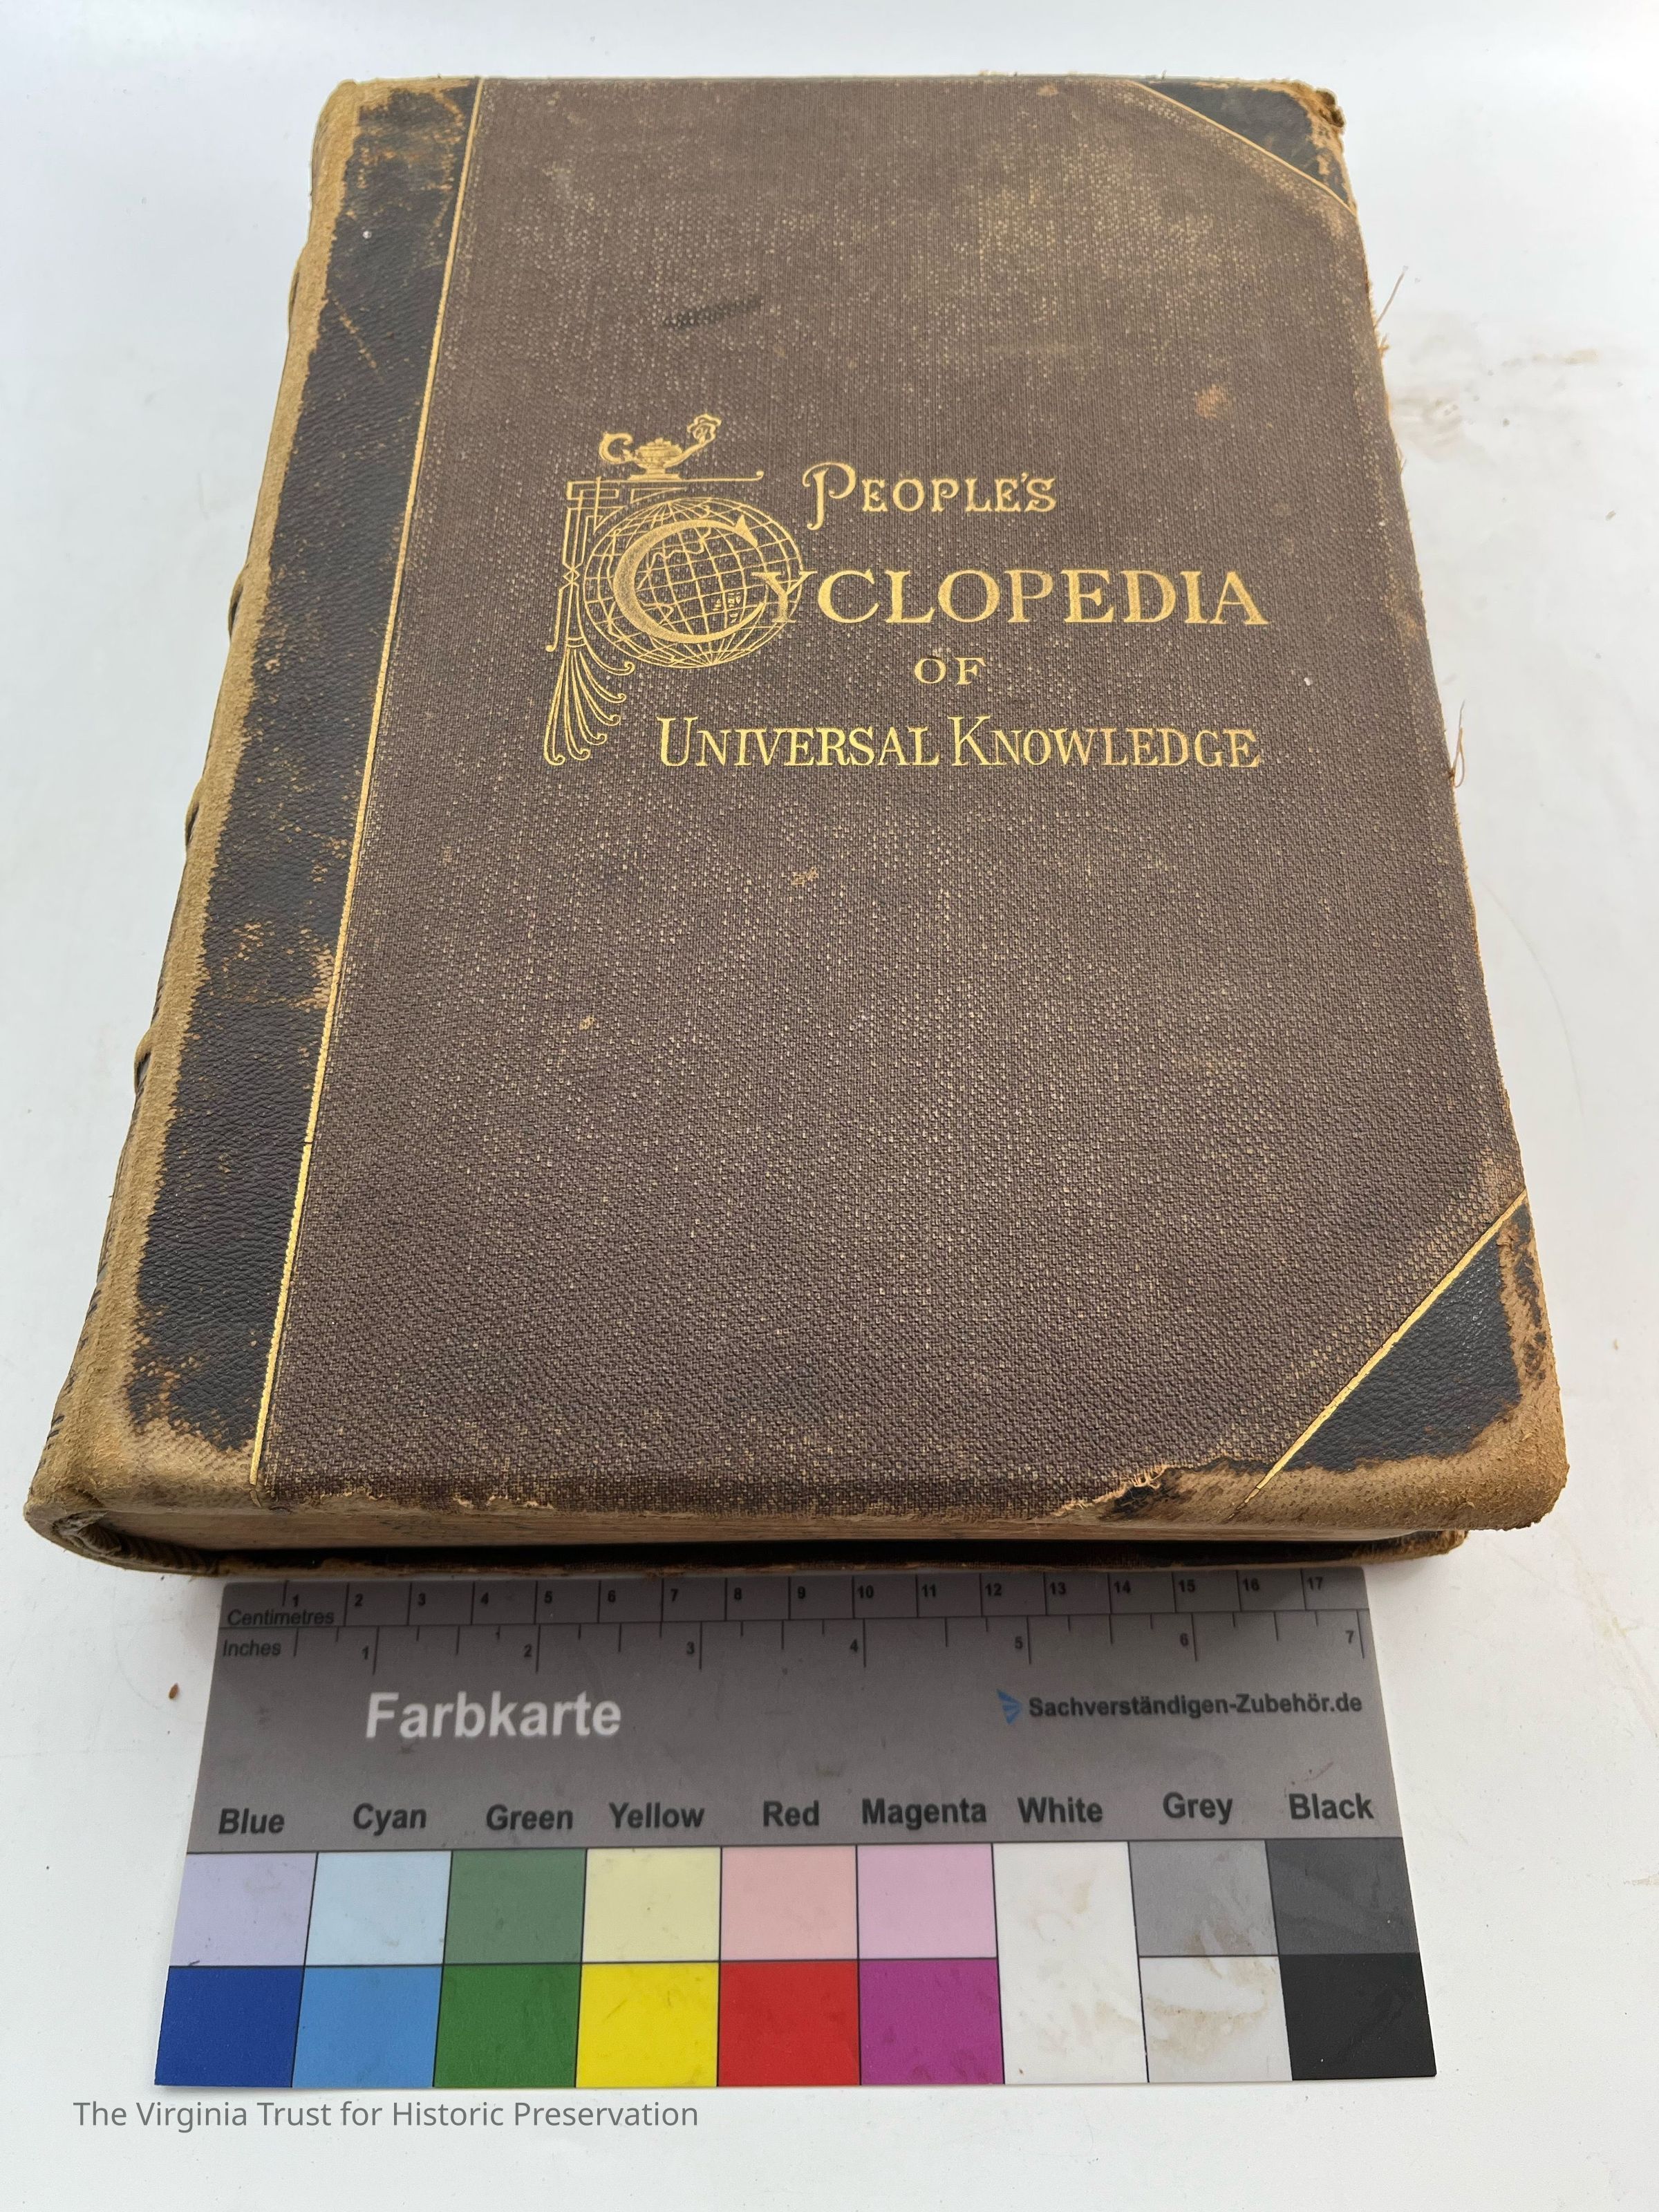 PEOPLE'S
CYCLOPEDIA
OF
UNIVERSAL KNOWLEDGE
1 2 3 4 5 6 7 8 9 10 11 12 13 14 15 16 17
Centimetres
Inches 1 2 3 4 5 6 7
Farbkarte
Sachverständigen-Zubehör.de
Blue Cyan Green Yellow Red Magenta White Grey Black
The Virginia Trust for Historic Preservation